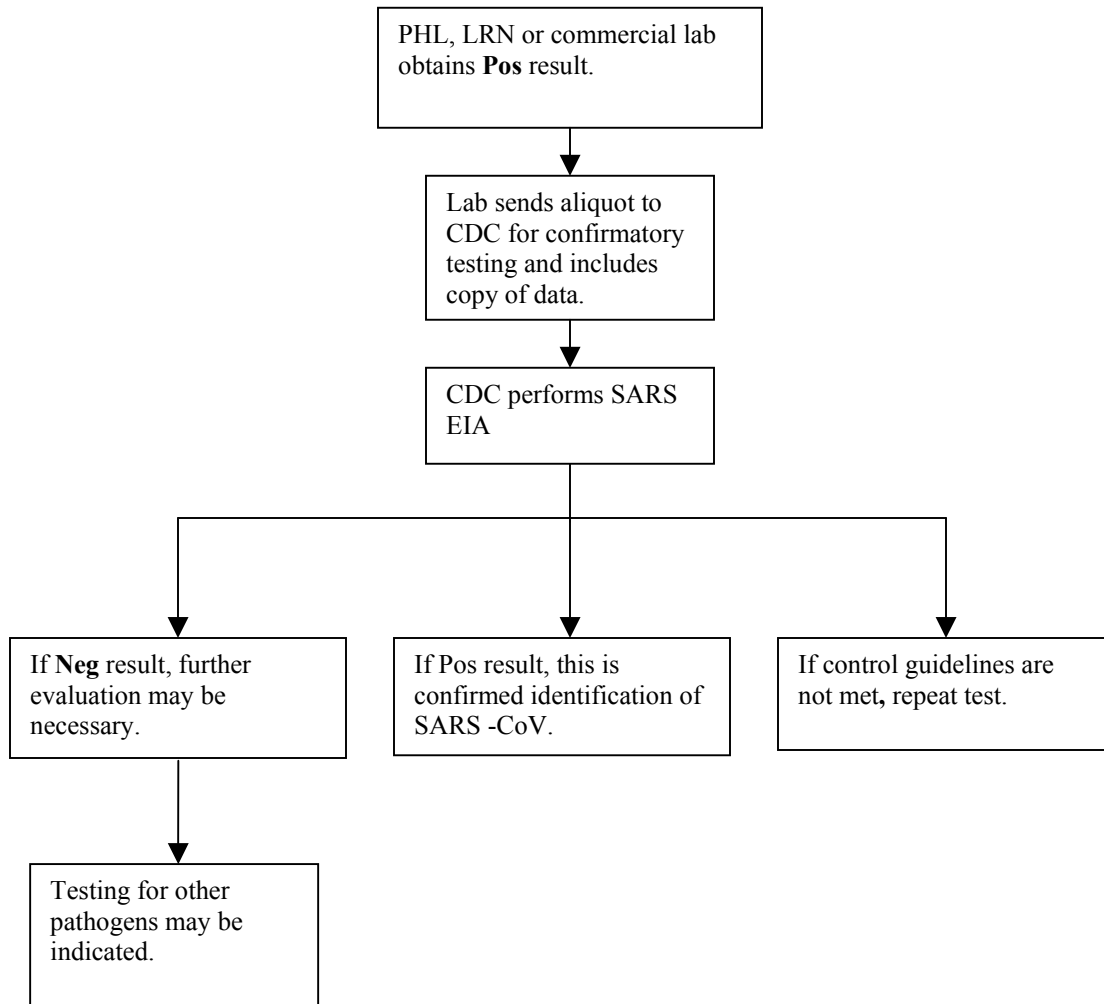 PHL, LRN or commercial lab
obtains Pos result.
Lab sends aliquot to
CDC for confirmatory
testing and includes
copy of data.
CDC performs SARS
EIA
If Neg result, further
evaluation may be
necessary.
If Pos result, this is
confirmed identification of
SARS -CoV.
If control guidelines are
not met, repeat test.
Testing for other
pathogens may be
indicated.